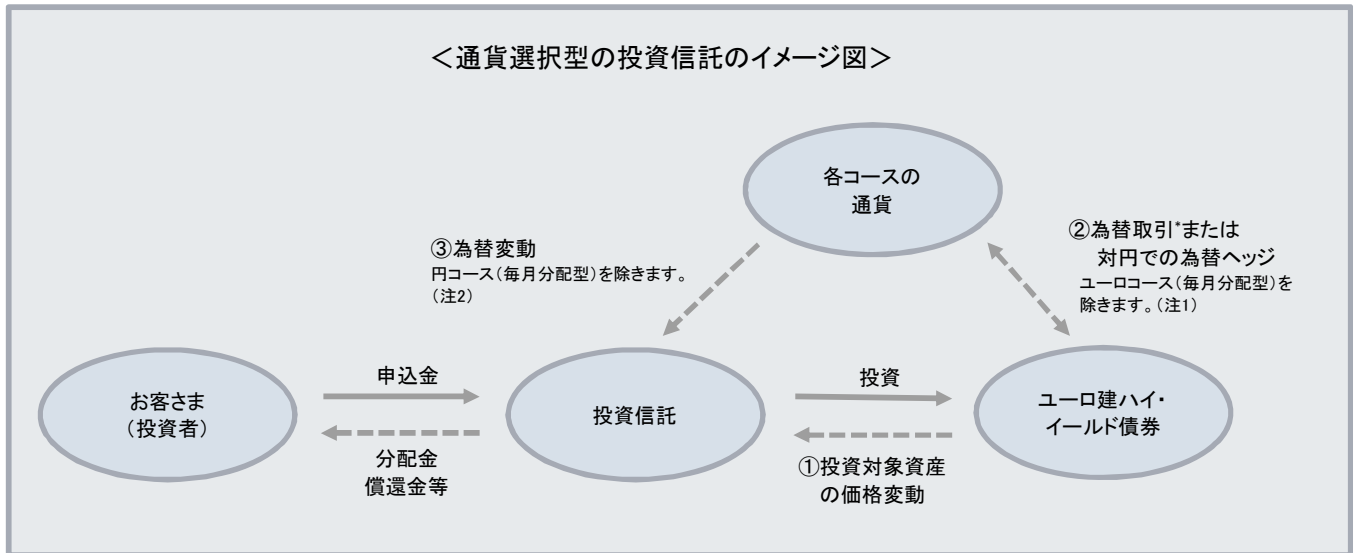 ＜通貨選択型の投資信託のイメージ図＞
各コースの
通貨
③為替変動
円コース（毎月分配型）を除きます。
（注2）
②為替取引*または
対円での為替ヘッジ
ユーロコース（毎月分配型）を
除きます。（注1）
お客さま
（投資者）
申込金
分配金
償還金等
投資信託
投資
①投資対象資産
の価格変動
ユーロ建ハイ・
イールド債券